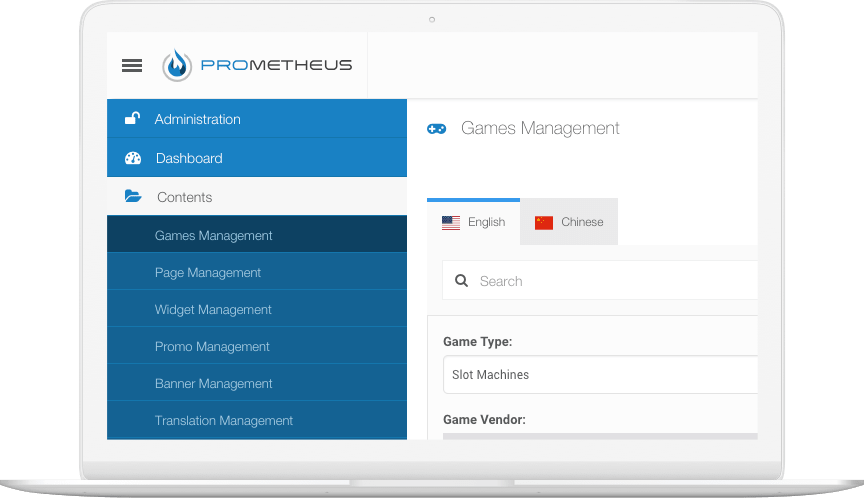 PROMETHEUS
Administration
Dashboard
Contents
Games Management
Page Management
Widget Management
Promo Management
Banner Management
Translation Management
Games Management
English
Chinese
Search
Game Type:
Slot Machines
Game Vendor: